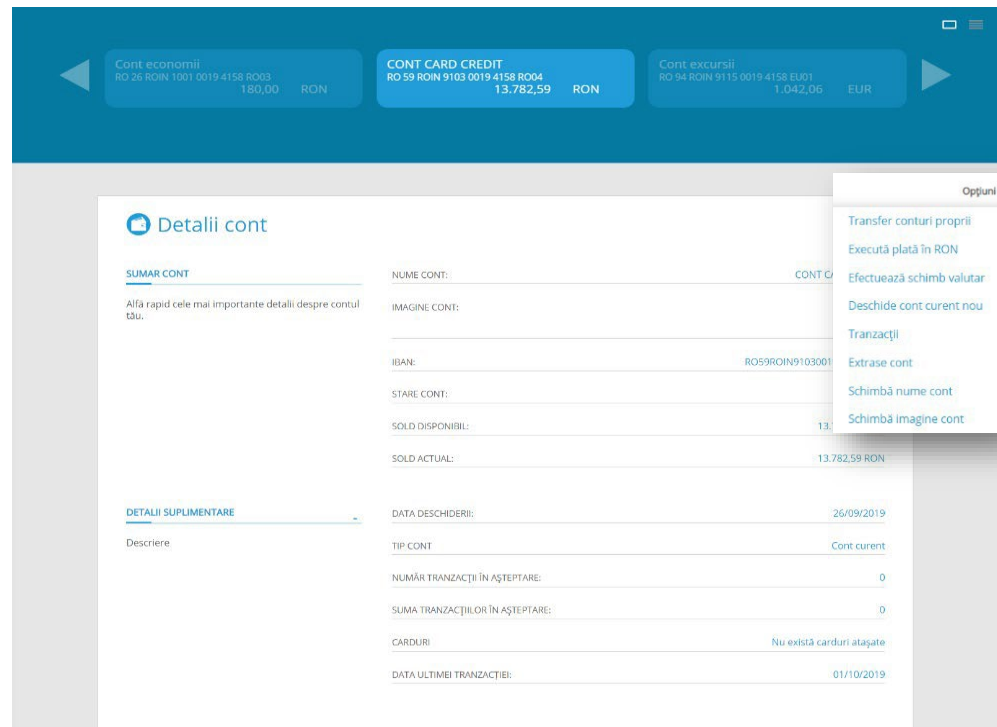 Cont economii
RO 26 ROIN 1001 0019 4158 RO03
180,00 RON
CONT CARD CREDIT
RO 59 ROIN 9103 0019 4158 RO04
13.782,59 RON
Cont excursii
RO 94 ROIN 9115 0019 4158 EU01
1.042,06 EUR
Opțiuni
Transfer conturi proprii
Execută plată în RON
Efectuează schimb valutar
Deschide cont curent nou
Tranzacții
Extrase cont
Schimbă nume cont
Schimbă imagine cont
Detalii cont
SUMAR CONT
Alfă rapid cele mai importante detalii despre contul
tău.
NUME CONT: CONT
IMAGINE CONT:
IBAN: RO59ROIN9103001
STARE CONT:
SOLD DISPONIBIL: 13.
SOLD ACTUAL: 13.782,59 RON
DETALII SUPLIMENTARE
Descriere
DATA DESCHIDERII: 26/09/2019
TIP CONT Cont curent
NUMĂR TRANZACȚII ÎN AȘTEPTARE: 0
SUMA TRANZACȚIILOR ÎN AȘTEPTARE: 0
CARDURI Nu există carduri atașate
DATA ULTIMEI TRANZACȚIEI: 01/10/2019